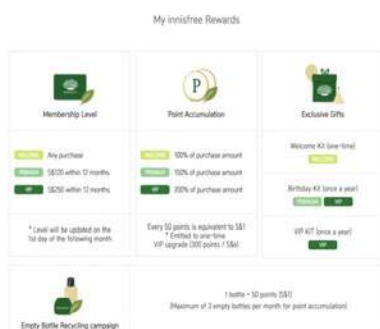 My innisfree Rewards
Membership Level
Point Accumulation
P
Exclusive Gifts
WELCOME Any purchase
PREMIUM S$120 within 12 months
VIP S$250 within 12 months
* Level will be updated on the
1st day of the following month
WELCOME 100% of purchase amount
PREMIUM 150% of purchase amount
VIP 200% of purchase amount
Every 50 points is equivalent to S$1
* Entitled to one-time
VIP upgrade (300 points / S$6)
Welcome Kit (one-time)
WELCOME
Birthday Kit (once a year)
PREMIUM VIP
VIP KIT (once a year)
VIP
Empty Bottle Recycling campaign
1 bottle = 50 points (S$1)
(Maximum of 3 empty bottles per month for point accumulation)